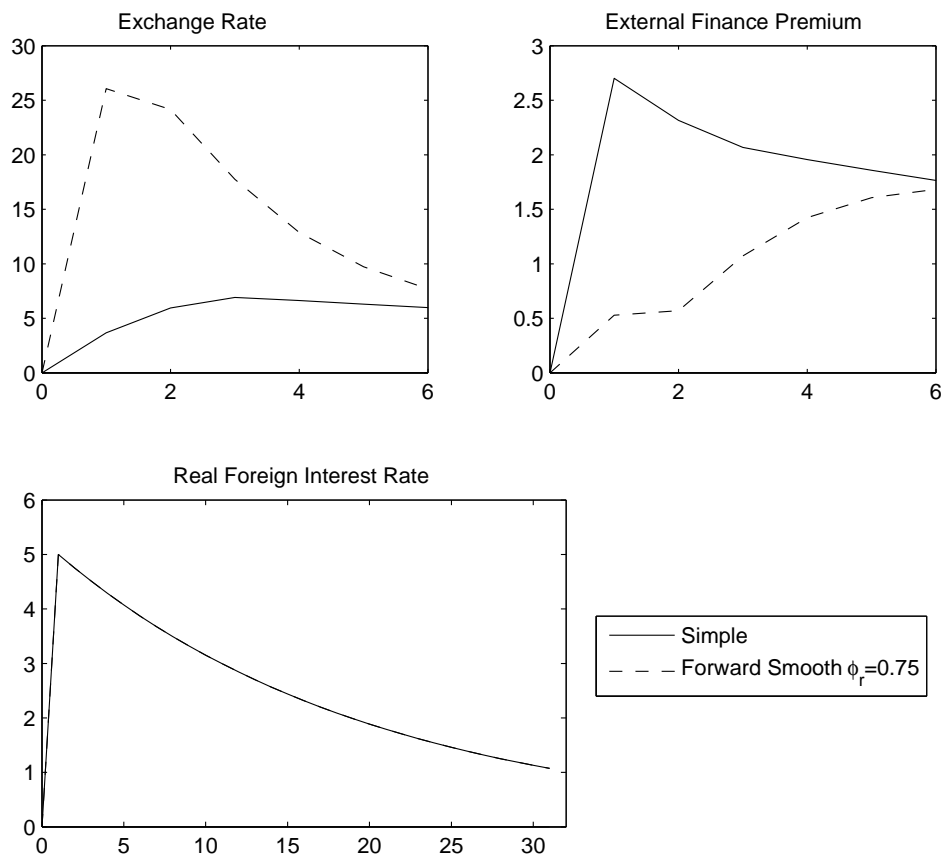 Exchange Rate
30
25
20
15
10
5
0
0 2 4 6
External Finance Premium
3
2.5
2
1.5
1
0.5
0
0 2 4 6
Real Foreign Interest Rate
6
5
4
3
2
1
0
0 5 10 15 20 25 30
Simple
Forward Smooth ϕ_r=0.75